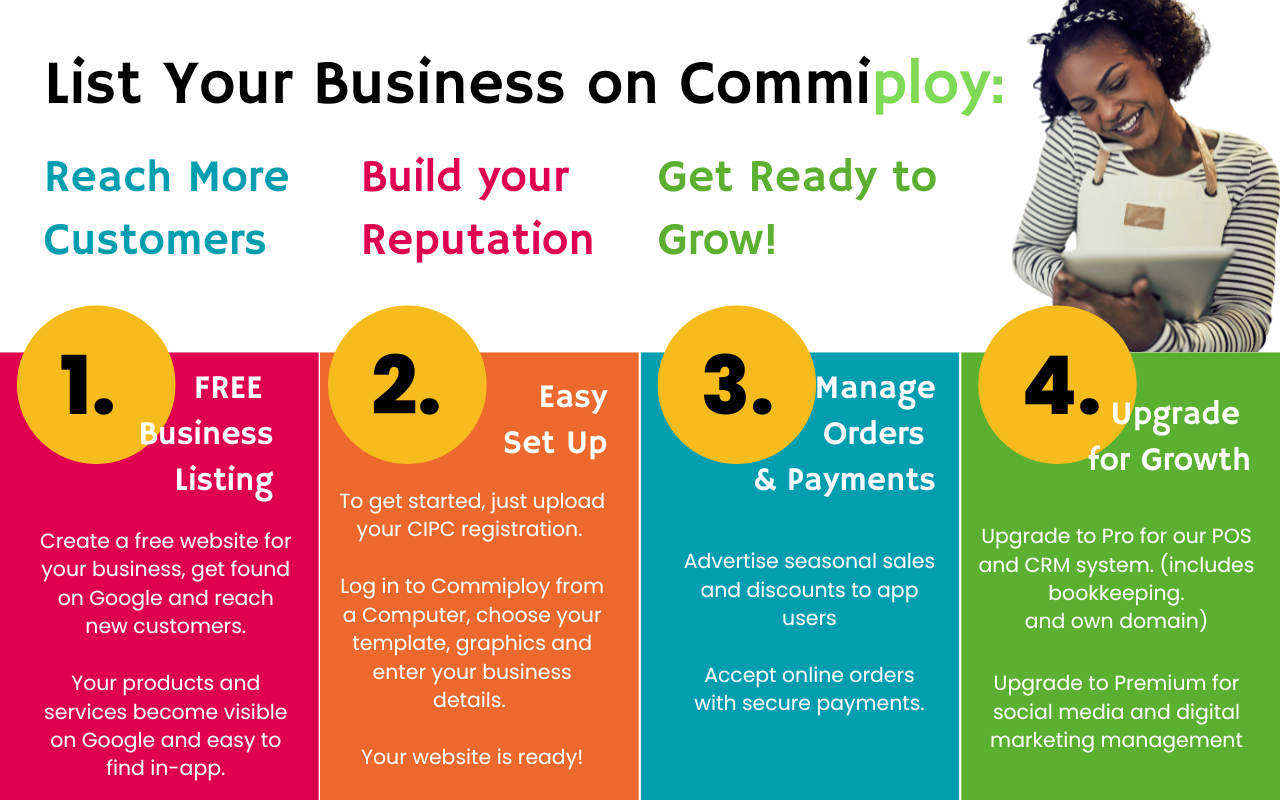 List Your Business on Commiploy:
Reach More
Customers
Build your
Reputation
Get Ready to
Grow!
1.
FREE
Business
Listing
Create a free website for
your business, get found
on Google and reach
new customers.
Your products and
services become visible
on Google and easy to
find in-app.
2.
Easy
Set Up
To get started, just upload
your CIPC registration.
Log in to Commiploy from
a Computer, choose your
template, graphics and
enter your business
details.
Your website is ready!
3.
Manage
Orders
& Payments
Advertise seasonal sales
and discounts to app
users
Accept online orders
with secure payments.
4.
Upgrade
for Growth
Upgrade to Pro for our POS
and CRM system. (includes
bookkeeping.
and own domain)
Upgrade to Premium for
social media and digital
marketing management